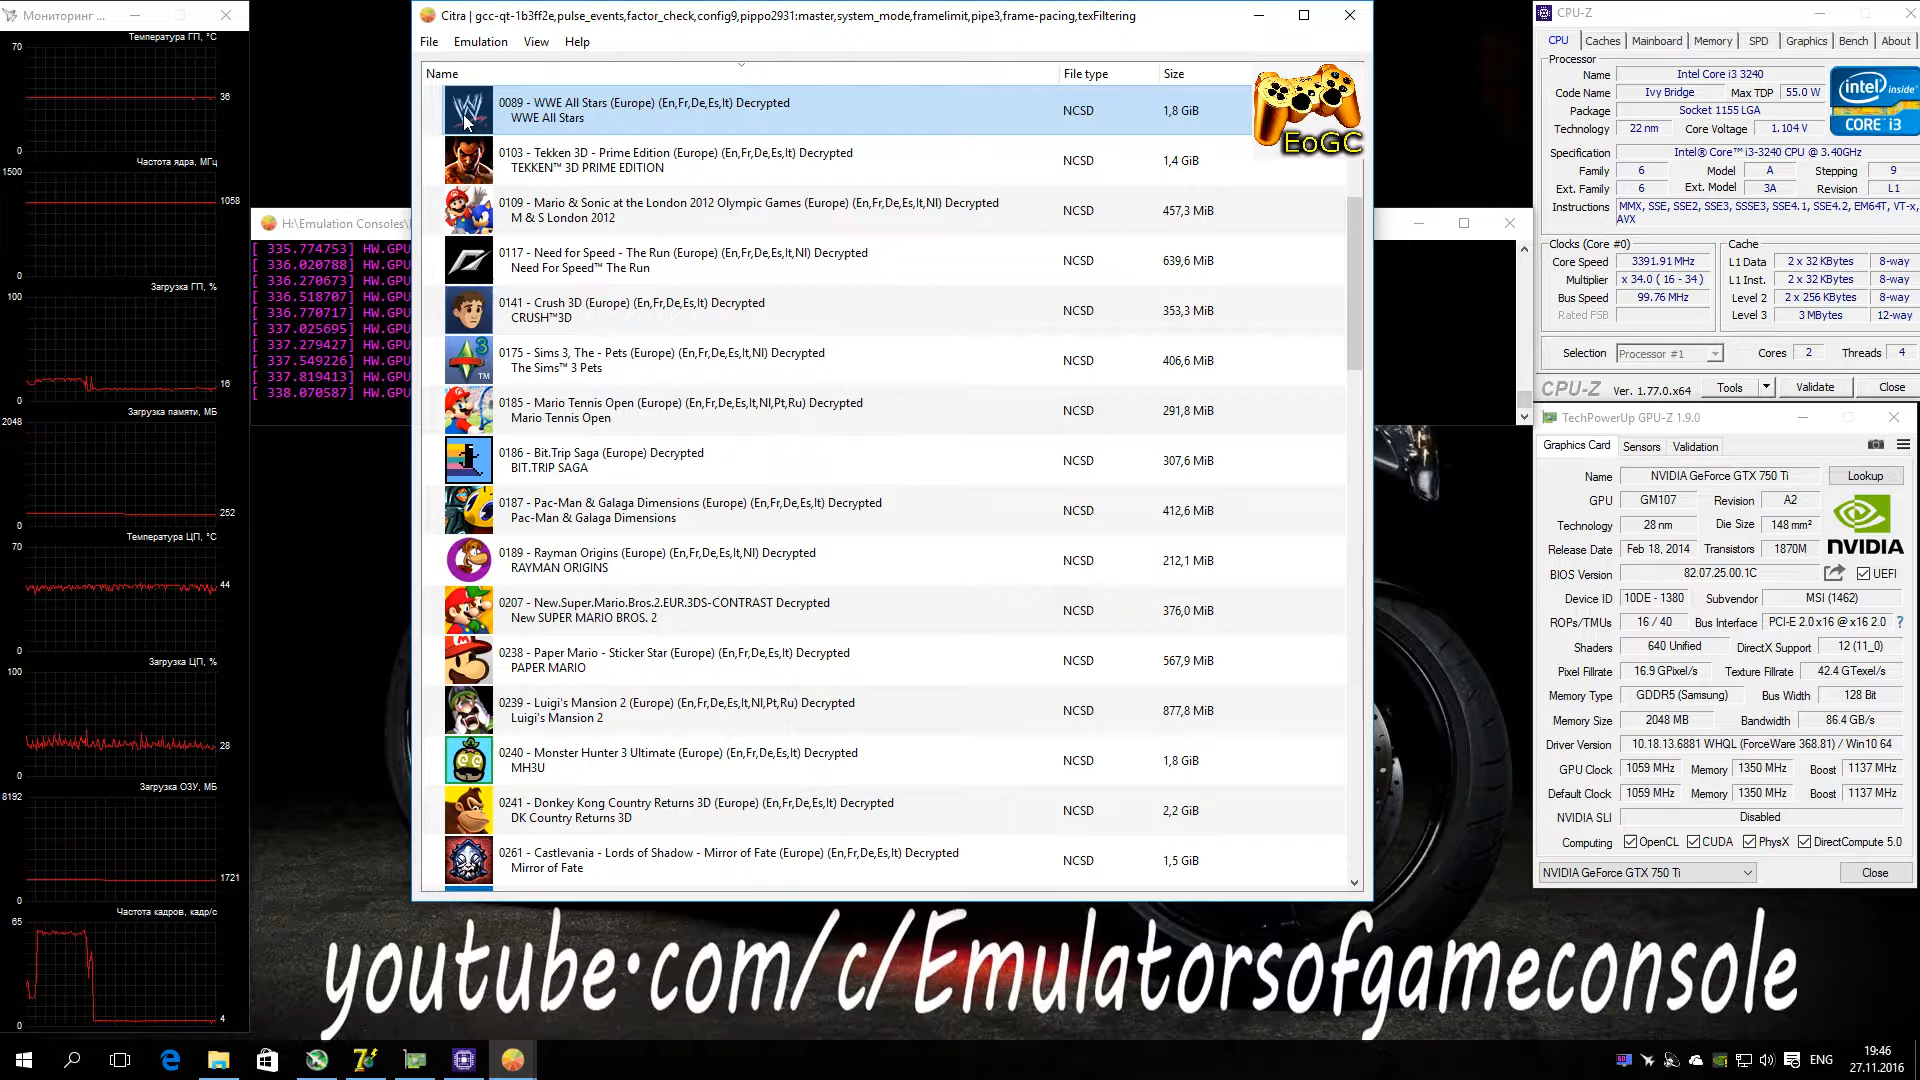 Мониторинг ...
Температура ГП, °C
70
36
0
Частота ядра, МГц
1500
1058
0
Загрузка ГП, %
100
16
0
Загрузка памяти, МБ
2048
252
0
Температура ЦП, °C
70
44
0
Загрузка ЦП, %
100
28
0
Загрузка ОЗУ, МБ
8192
1721
0
Частота кадров, кадр/с
65
4
0
H:\Emulation Consoles\
[ 335.774753] HW.GPU
[ 336.020788] HW.GPU
[ 336.270673] HW.GPU
[ 336.518707] HW.GPU
[ 336.770717] HW.GPU
[ 337.025695] HW.GPU
[ 337.279427] HW.GPU
[ 337.549226] HW.GPU
[ 337.819413] HW.GPU
[ 338.070587] HW.GPU
Citra | gcc-qt-1b3ff2e,pulse_events,factor_check,config9,pippo2931:master,system_mode,framelimit,pipe3,frame-pacing,texFiltering
File Emulation View Help
Name File type Size
0089 - WWE All Stars (Europe) (En,Fr,De,Es,It) Decrypted
WWE All Stars
NCSD 1,8 GiB
0103 - Tekken 3D - Prime Edition (Europe) (En,Fr,De,Es,It) Decrypted
TEKKEN™ 3D PRIME EDITION
NCSD 1,4 GiB
0109 - Mario & Sonic at the London 2012 Olympic Games (Europe) (En,Fr,De,Es,It,Nl) Decrypted
M & S London 2012
NCSD 457,3 MiB
0117 - Need for Speed - The Run (Europe) (En,Fr,De,Es,It,Nl) Decrypted
Need For Speed™ The Run
NCSD 639,6 MiB
0141 - Crush 3D (Europe) (En,Fr,De,Es,It) Decrypted
CRUSH™3D
NCSD 353,3 MiB
0175 - Sims 3, The - Pets (Europe) (En,Fr,De,Es,It,Nl) Decrypted
The Sims™ 3 Pets
NCSD 406,6 MiB
0185 - Mario Tennis Open (Europe) (En,Fr,De,Es,It,Nl,Pt,Ru) Decrypted
Mario Tennis Open
NCSD 291,8 MiB
0186 - Bit.Trip Saga (Europe) Decrypted
BIT.TRIP SAGA
NCSD 307,6 MiB
0187 - Pac-Man & Galaga Dimensions (Europe) (En,Fr,De,Es,It) Decrypted
Pac-Man & Galaga Dimensions
NCSD 412,6 MiB
0189 - Rayman Origins (Europe) (En,Fr,De,Es,It,Nl) Decrypted
RAYMAN ORIGINS
NCSD 212,1 MiB
0207 - New.Super.Mario.Bros.2.EUR.3DS-CONTRAST Decrypted
New SUPER MARIO BROS. 2
NCSD 376,0 MiB
0238 - Paper Mario - Sticker Star (Europe) (En,Fr,De,Es,It) Decrypted
PAPER MARIO
NCSD 567,9 MiB
0239 - Luigi's Mansion 2 (Europe) (En,Fr,De,Es,It,Nl,Pt,Ru) Decrypted
Luigi's Mansion 2
NCSD 877,8 MiB
0240 - Monster Hunter 3 Ultimate (Europe) (En,Fr,De,Es,It) Decrypted
MH3U
NCSD 1,8 GiB
0241 - Donkey Kong Country Returns 3D (Europe) (En,Fr,De,Es,It) Decrypted
DK Country Returns 3D
NCSD 2,2 GiB
0261 - Castlevania - Lords of Shadow - Mirror of Fate (Europe) (En,Fr,De,Es,It) Decrypted
Mirror of Fate
NCSD 1,5 GiB
EoGC
CPU-Z
CPU Caches Mainboard Memory SPD Graphics Bench About
Processor
Name Intel Core i3 3240
Code Name Ivy Bridge Max TDP 55.0 W
Package Socket 1155 LGA
Technology 22 nm Core Voltage 1.104 V
intel inside™
CORE i3
Specification Intel® Core™ i3-3240 CPU @ 3.40GHz
Family 6 Model A Stepping 9
Ext. Family 6 Ext. Model 3A Revision L1
Instructions MMX, SSE, SSE2, SSE3, SSSE3, SSE4.1, SSE4.2, EM64T, VT-x,
AVX
Clocks (Core #0) Cache
Core Speed 3391.91 MHz L1 Data 2 x 32 KBytes 8-way
Multiplier x 34.0 ( 16 - 34 ) L1 Inst. 2 x 32 KBytes 8-way
Bus Speed 99.76 MHz Level 2 2 x 256 KBytes 8-way
Rated FSB Level 3 3 MBytes 12-way
Selection Processor #1 Cores 2 Threads 4
CPU-Z Ver. 1.77.0.x64 Tools Validate Close
TechPowerUp GPU-Z 1.9.0
Graphics Card Sensors Validation
Name NVIDIA GeForce GTX 750 Ti Lookup
GPU GM107 Revision A2
Technology 28 nm Die Size 148 mm²
Release Date Feb 18, 2014 Transistors 1870M
NVIDIA
BIOS Version 82.07.25.00.1C UEFI
Device ID 10DE - 1380 Subvendor MSI (1462)
ROPs/TMUs 16 / 40 Bus Interface PCI-E 2.0 x16 @ x16 2.0 ?
Shaders 640 Unified DirectX Support 12 (11_0)
Pixel Fillrate 16.9 GPixel/s Texture Fillrate 42.4 GTexel/s
Memory Type GDDR5 (Samsung) Bus Width 128 Bit
Memory Size 2048 MB Bandwidth 86.4 GB/s
Driver Version 10.18.13.6881 WHQL (ForceWare 368.81) / Win10 64
GPU Clock 1059 MHz Memory 1350 MHz Boost 1137 MHz
Default Clock 1059 MHz Memory 1350 MHz Boost 1137 MHz
NVIDIA SLI Disabled
Computing OpenCL CUDA PhysX DirectCompute 5.0
NVIDIA GeForce GTX 750 Ti Close
youtube.com/c/Emulatorsofgameconsole
ENG
19:46
27.11.2016